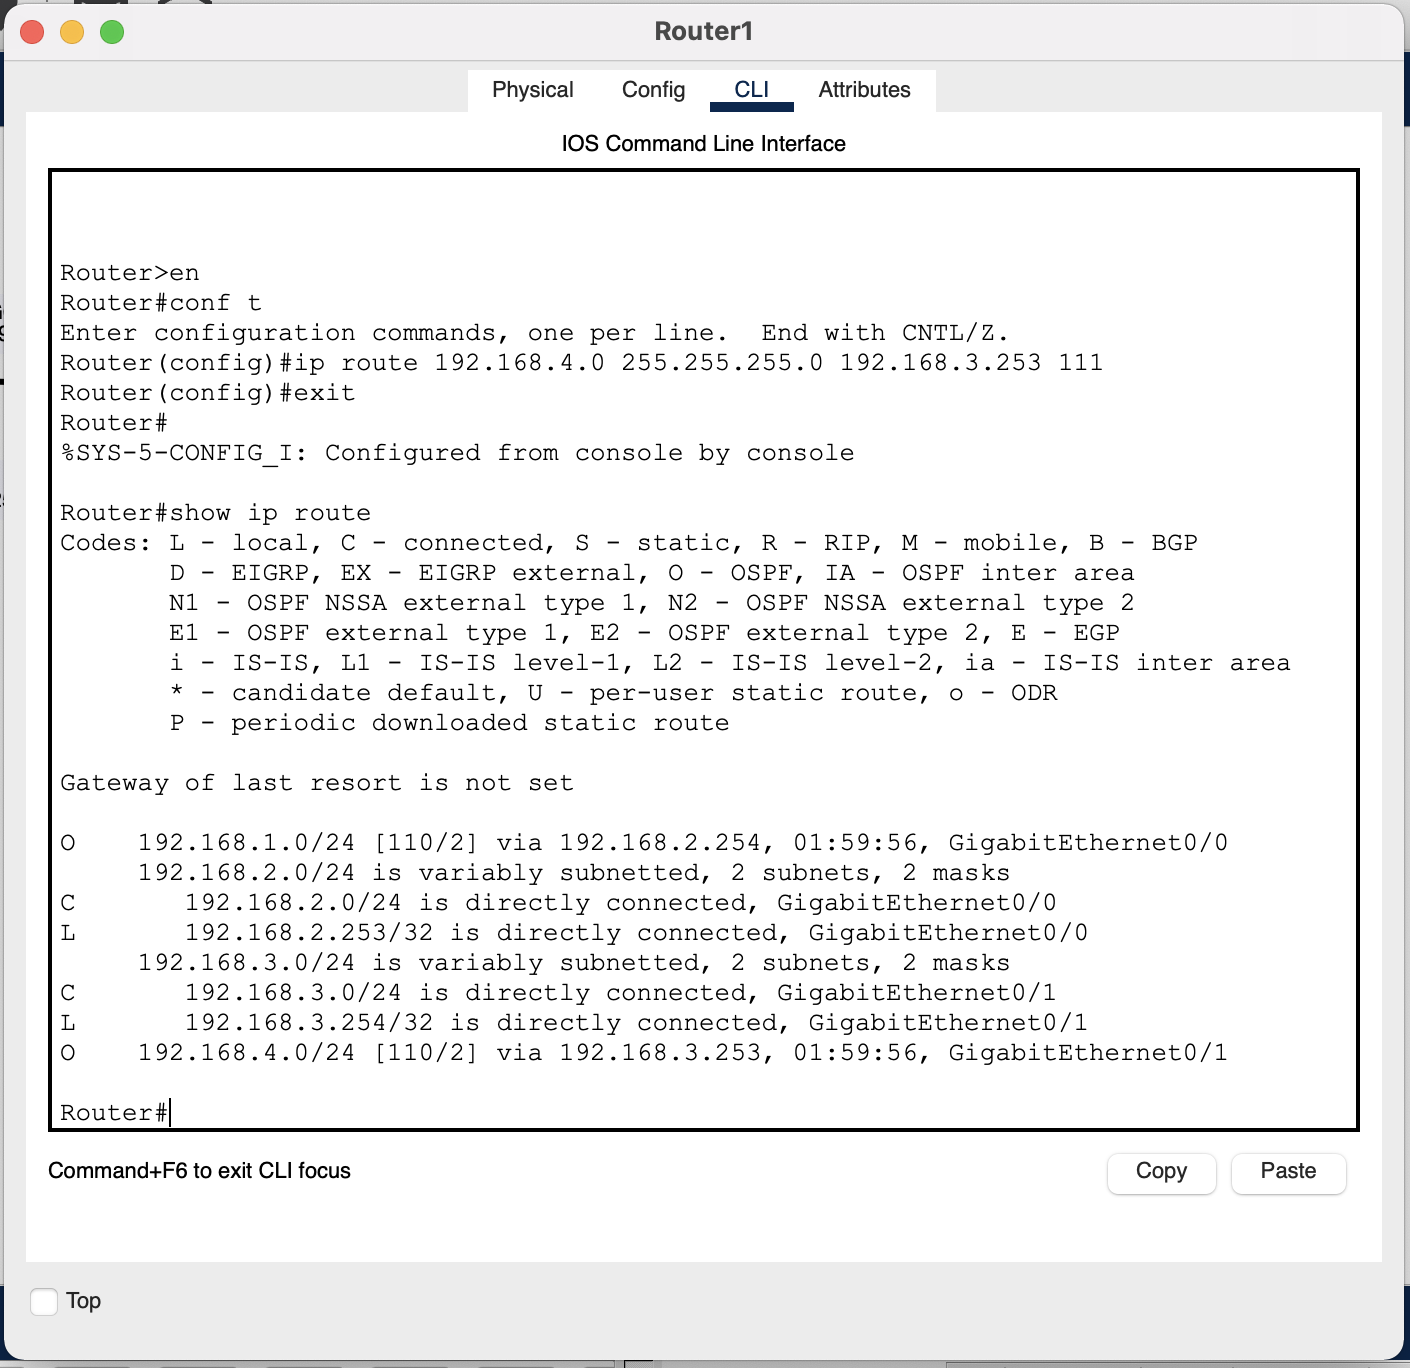 Router1
Physical Config CLI Attributes
IOS Command Line Interface
Router>en
Router#conf t
Enter configuration commands, one per line.  End with CNTL/Z.
Router(config)#ip route 192.168.4.0 255.255.255.0 192.168.3.253 111
Router(config)#exit
Router#
%SYS-5-CONFIG_I: Configured from console by console
Router#show ip route
Codes: L - local, C - connected, S - static, R - RIP, M - mobile, B - BGP
       D - EIGRP, EX - EIGRP external, O - OSPF, IA - OSPF inter area
       N1 - OSPF NSSA external type 1, N2 - OSPF NSSA external type 2
       E1 - OSPF external type 1, E2 - OSPF external type 2, E - EGP
       i - IS-IS, L1 - IS-IS level-1, L2 - IS-IS level-2, ia - IS-IS inter area
       * - candidate default, U - per-user static route, o - ODR
       P - periodic downloaded static route
Gateway of last resort is not set
O    192.168.1.0/24 [110/2] via 192.168.2.254, 01:59:56, GigabitEthernet0/0
     192.168.2.0/24 is variably subnetted, 2 subnets, 2 masks
C       192.168.2.0/24 is directly connected, GigabitEthernet0/0
L       192.168.2.253/32 is directly connected, GigabitEthernet0/0
     192.168.3.0/24 is variably subnetted, 2 subnets, 2 masks
C       192.168.3.0/24 is directly connected, GigabitEthernet0/1
L       192.168.3.254/32 is directly connected, GigabitEthernet0/1
O    192.168.4.0/24 [110/2] via 192.168.3.253, 01:59:56, GigabitEthernet0/1
Router#
Command+F6 to exit CLI focus
Copy Paste
Top